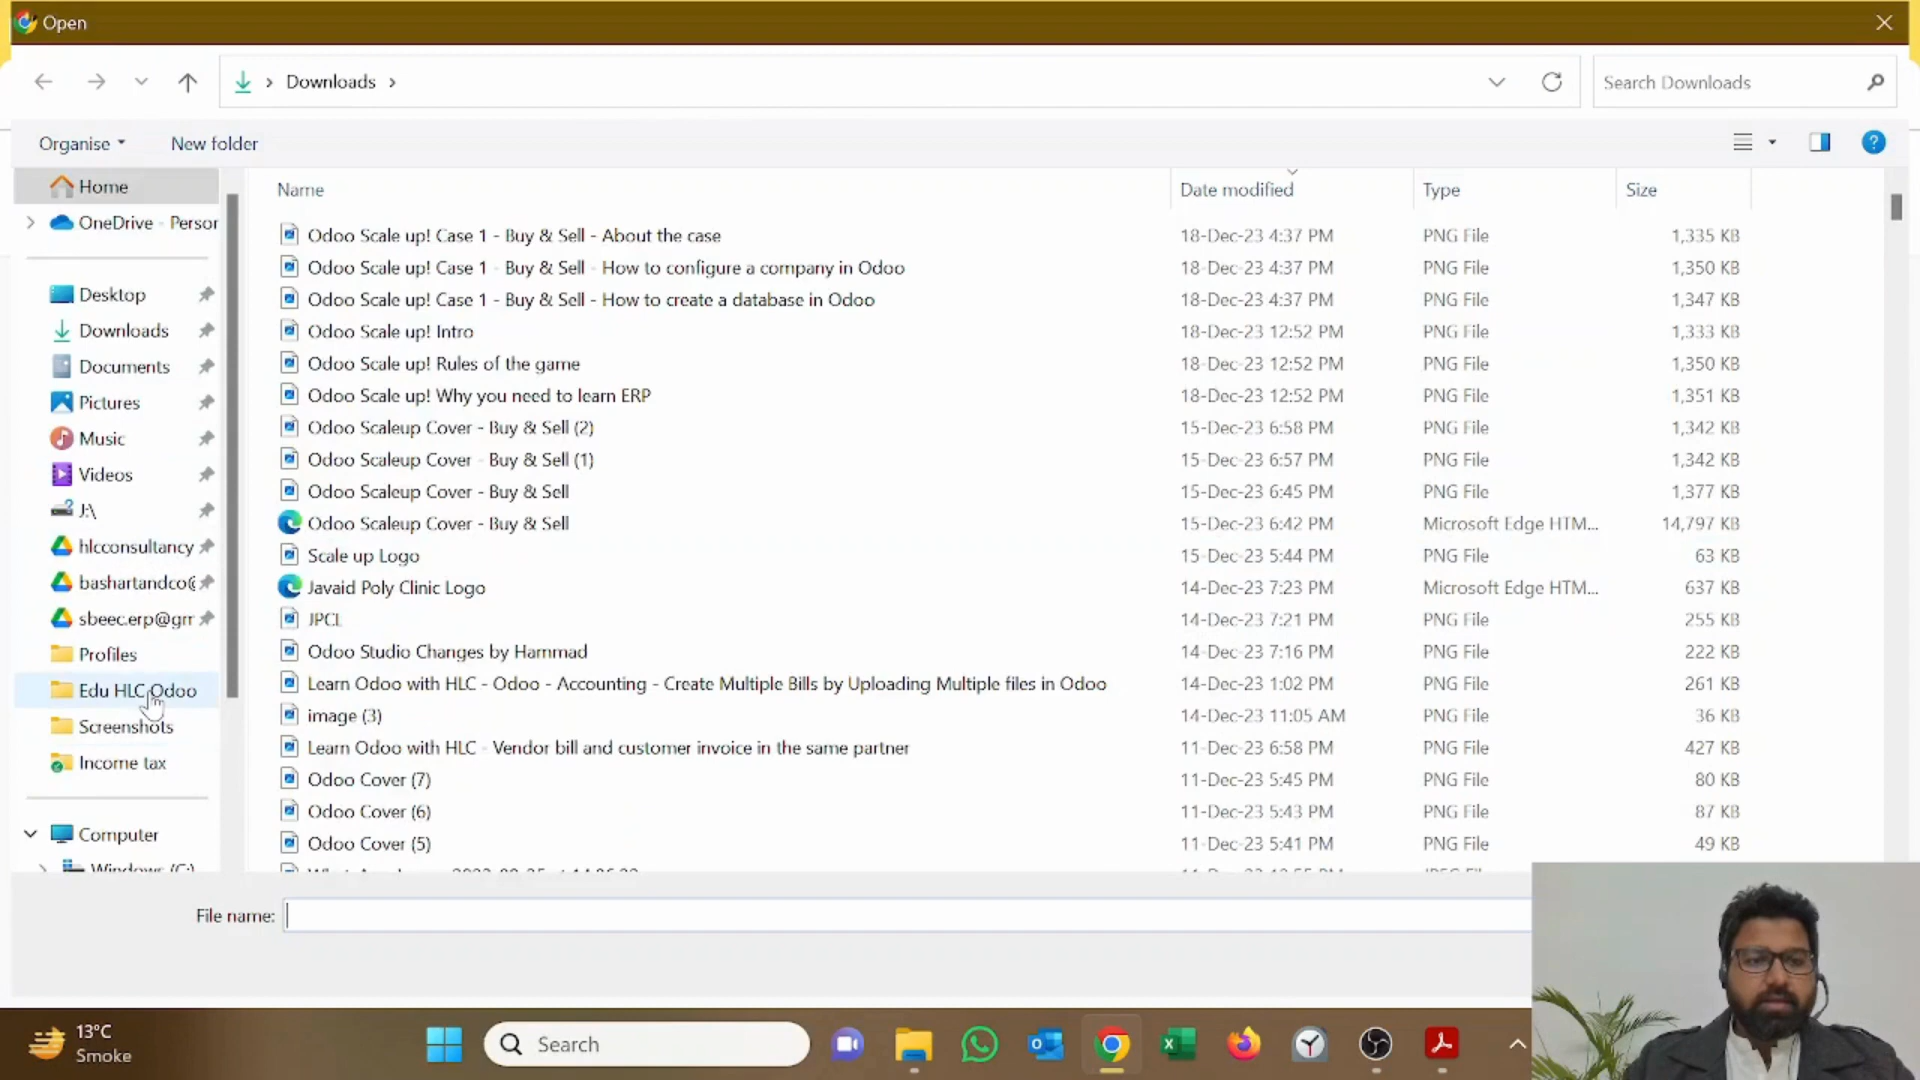 Open
Downloads
Search Downloads
Organise
New folder
Home
OneDrive - Person
Desktop
Downloads
Documents
Pictures
Music
Videos
J:\
hlcconsultancy
bashartandco@
sbeec.erp@gm
Profiles
Edu HLC Odoo
Screenshots
Income tax
Computer
Windows (C:)
Name Date modified Type Size
Odoo Scale up! Case 1 - Buy & Sell - About the case 18-Dec-23 4:37 PM PNG File 1,335 KB
Odoo Scale up! Case 1 - Buy & Sell - How to configure a company in Odoo 18-Dec-23 4:37 PM PNG File 1,350 KB
Odoo Scale up! Case 1 - Buy & Sell - How to create a database in Odoo 18-Dec-23 4:37 PM PNG File 1,347 KB
Odoo Scale up! Intro 18-Dec-23 12:52 PM PNG File 1,333 KB
Odoo Scale up! Rules of the game 18-Dec-23 12:52 PM PNG File 1,350 KB
Odoo Scale up! Why you need to learn ERP 18-Dec-23 12:52 PM PNG File 1,351 KB
Odoo Scaleup Cover - Buy & Sell (2) 15-Dec-23 6:58 PM PNG File 1,342 KB
Odoo Scaleup Cover - Buy & Sell (1) 15-Dec-23 6:57 PM PNG File 1,342 KB
Odoo Scaleup Cover - Buy & Sell 15-Dec-23 6:45 PM PNG File 1,377 KB
Odoo Scaleup Cover - Buy & Sell 15-Dec-23 6:42 PM Microsoft Edge HTM... 14,797 KB
Scale up Logo 15-Dec-23 5:44 PM PNG File 63 KB
Javaid Poly Clinic Logo 14-Dec-23 7:23 PM Microsoft Edge HTM... 637 KB
JPCL 14-Dec-23 7:21 PM PNG File 255 KB
Odoo Studio Changes by Hammad 14-Dec-23 7:16 PM PNG File 222 KB
Learn Odoo with HLC - Odoo - Accounting - Create Multiple Bills by Uploading Multiple files in Odoo 14-Dec-23 1:02 PM PNG File 261 KB
image (3) 14-Dec-23 11:05 AM PNG File 36 KB
Learn Odoo with HLC - Vendor bill and customer invoice in the same partner 11-Dec-23 6:58 PM PNG File 427 KB
Odoo Cover (7) 11-Dec-23 5:45 PM PNG File 80 KB
Odoo Cover (6) 11-Dec-23 5:43 PM PNG File 87 KB
Odoo Cover (5) 11-Dec-23 5:41 PM PNG File 49 KB
File name:
13°C
Smoke
Search